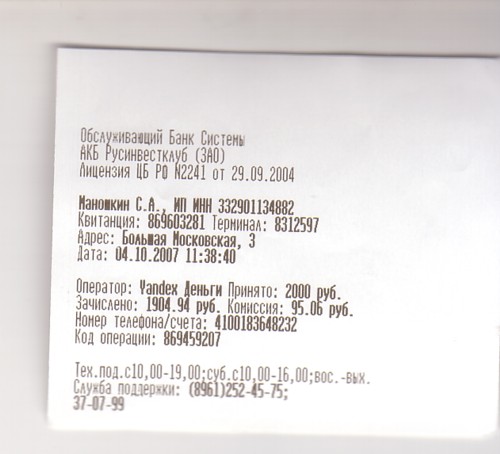 Обслуживающий Банк Системы
АКБ Русинвестклуб (ЗАО)
Лицензия ЦБ РФ N2241 от 29.09.2004
Маношкин С.А., ИП ИНН 332901134882
Квитанция: 869603281 Терминал: 8312597
Адрес: Большая Московская, 3
Дата: 04.10.2007 11:38:40
Оператор: Yandex Деньги Принято: 2000 руб.
Зачислено: 1904.94 руб. Комиссия: 95.06 руб.
Номер телефона/счета: 4100183648232
Код операции: 869459207
Тех.под.с10,00-19,00;суб.с10,00-16,00;вос.-вых.
Служба поддержки: (8961)252-45-75;
37-07-99